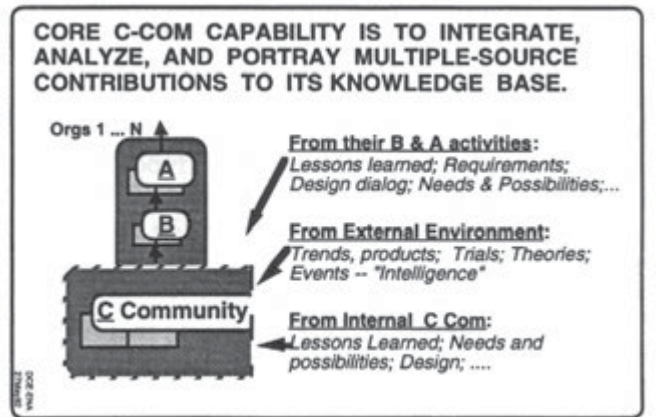 CORE C-COM CAPABILITY IS TO INTEGRATE,
ANALYZE, AND PORTRAY MULTIPLE-SOURCE
CONTRIBUTIONS TO ITS KNOWLEDGE BASE.
Orgs 1 ... N
A
B
C Community
From their B & A activities:
Lessons learned; Requirements;
Design dialog; Needs & Possibilities;...
From External Environment:
Trends, products; Trials; Theories;
Events -- "Intelligence"
From Internal C Com:
Lessons Learned; Needs and
possibilities; Design; ....